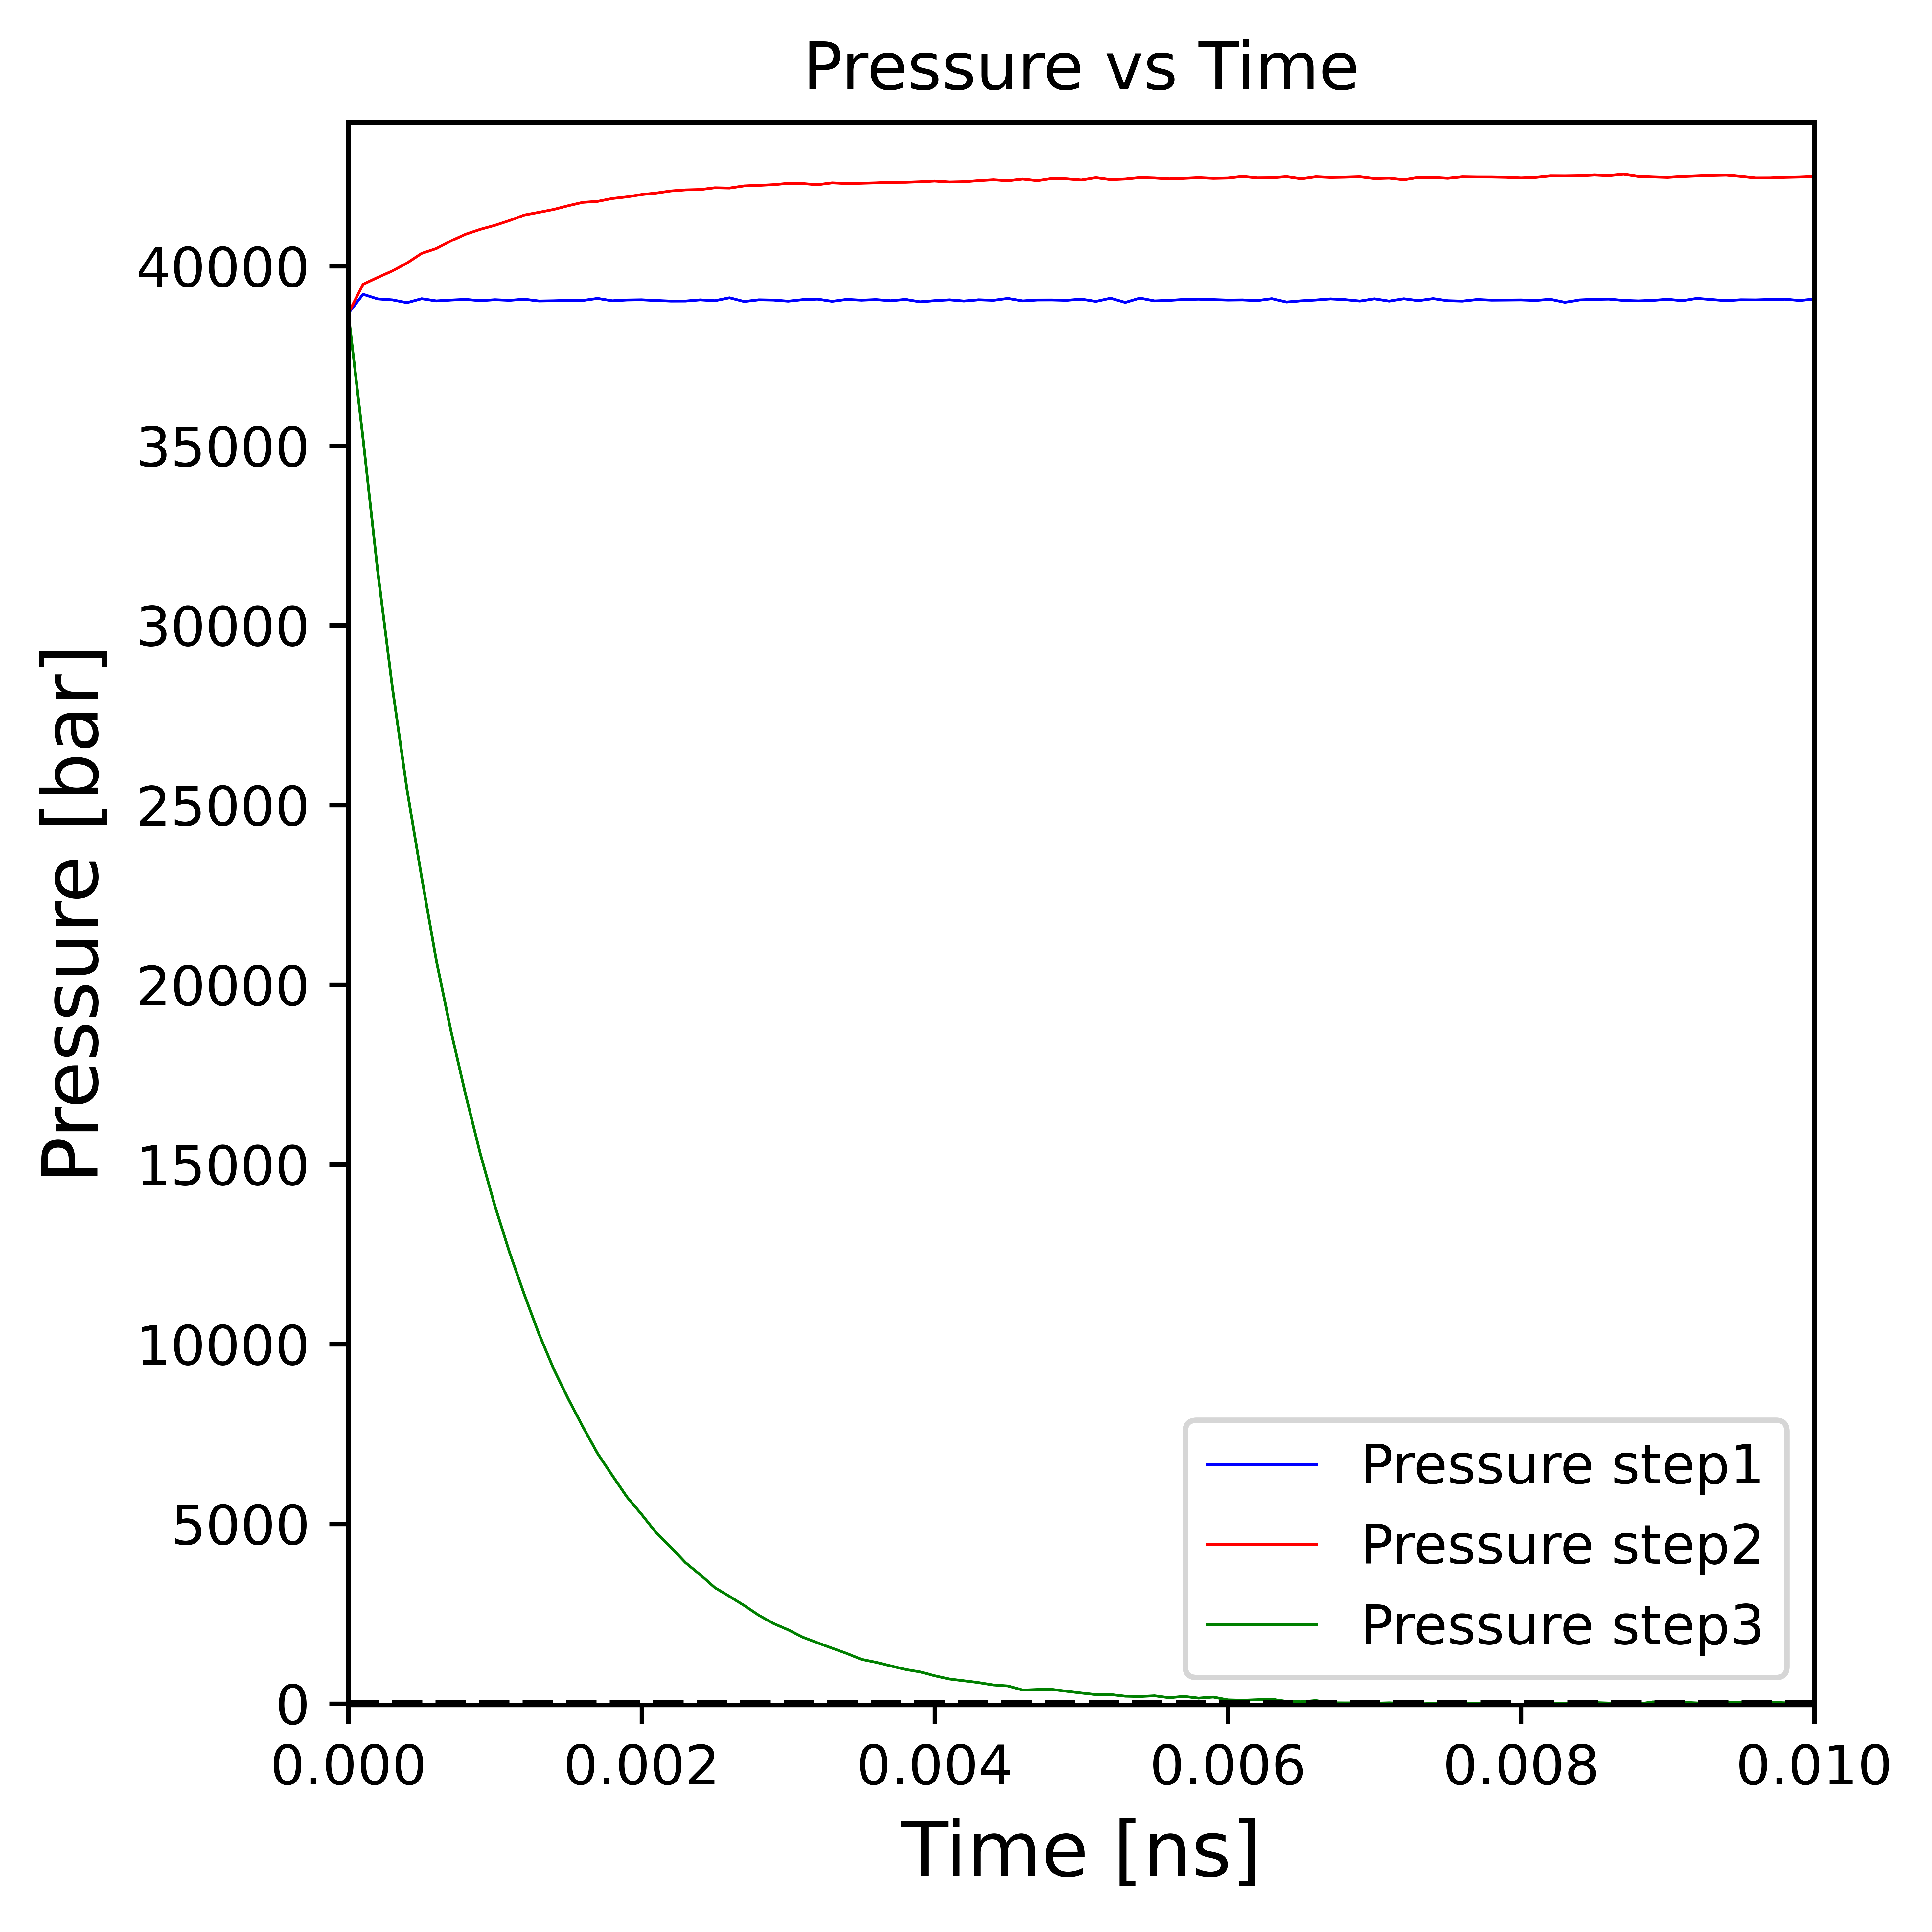 Pressure vs Time
Pressure [bar]
40000
35000
30000
25000
20000
15000
10000
5000
0
0.000 0.002 0.004 0.006 0.008 0.010
Time [ns]
Pressure step1
Pressure step2
Pressure step3